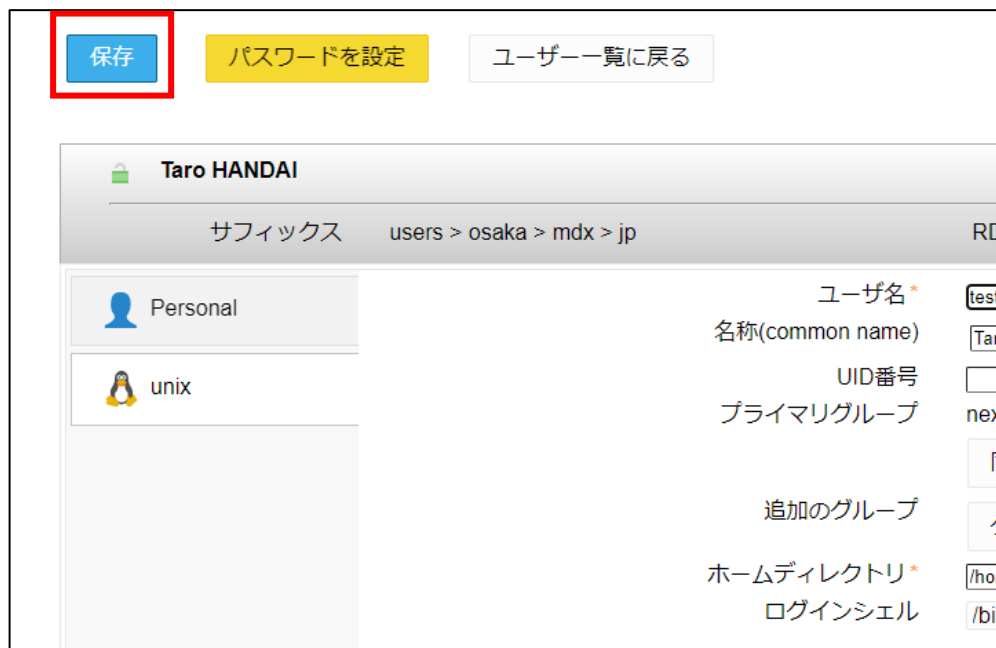 保存 パスワードを設定 ユーザー一覧に戻る
Taro HANDAI
サフィックス users > osaka > mdx > jp
Personal
unix
ユーザ名*
名称(common name)
UID番号
プライマリグループ
追加のグループ
ホームディレクトリ*
ログインシェル